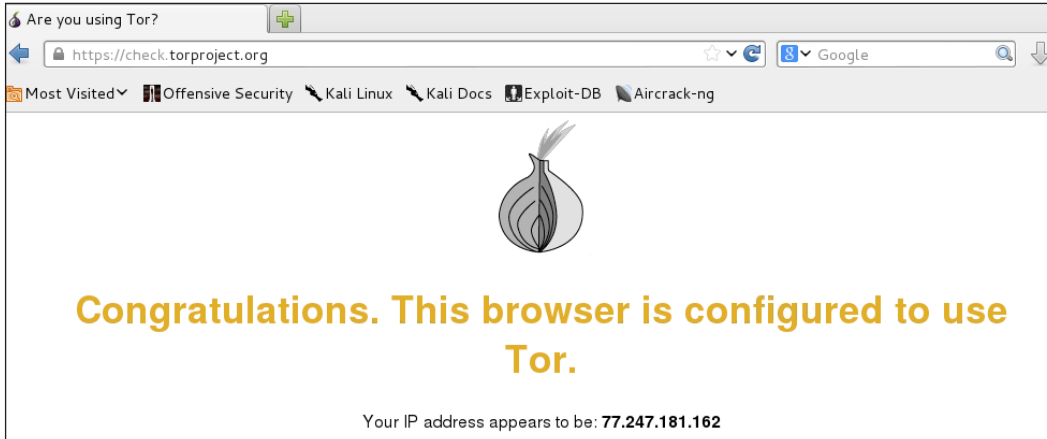 Are you using Tor?
https://check.torproject.org
8 Google
Most Visited Offensive Security Kali Linux Kali Docs Exploit-DB Aircrack-ng
Congratulations. This browser is configured to use
Tor.
Your IP address appears to be: 77.247.181.162